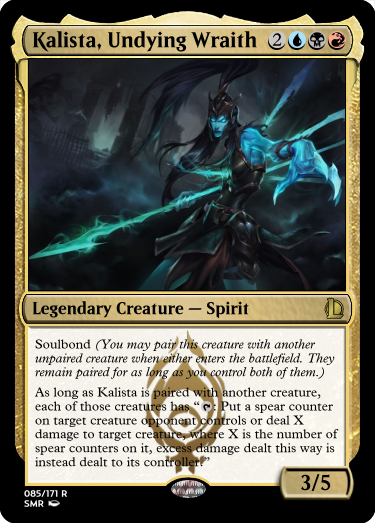 Kalista, Undying Wraith 2
Legendary Creature — Spirit
Soulbond (You may pair this creature with another
unpaired creature when either enters the battlefield. They
remain paired for as long as you control both of them.)
As long as Kalista is paired with another creature,
each of those creatures has “: Put a spear counter
on target creature opponent controls or deal X
damage to target creature, where X is the number of
spear counters on it, excess damage dealt this way is
instead dealt to its controller.”
3/5
085/171 R
SMR